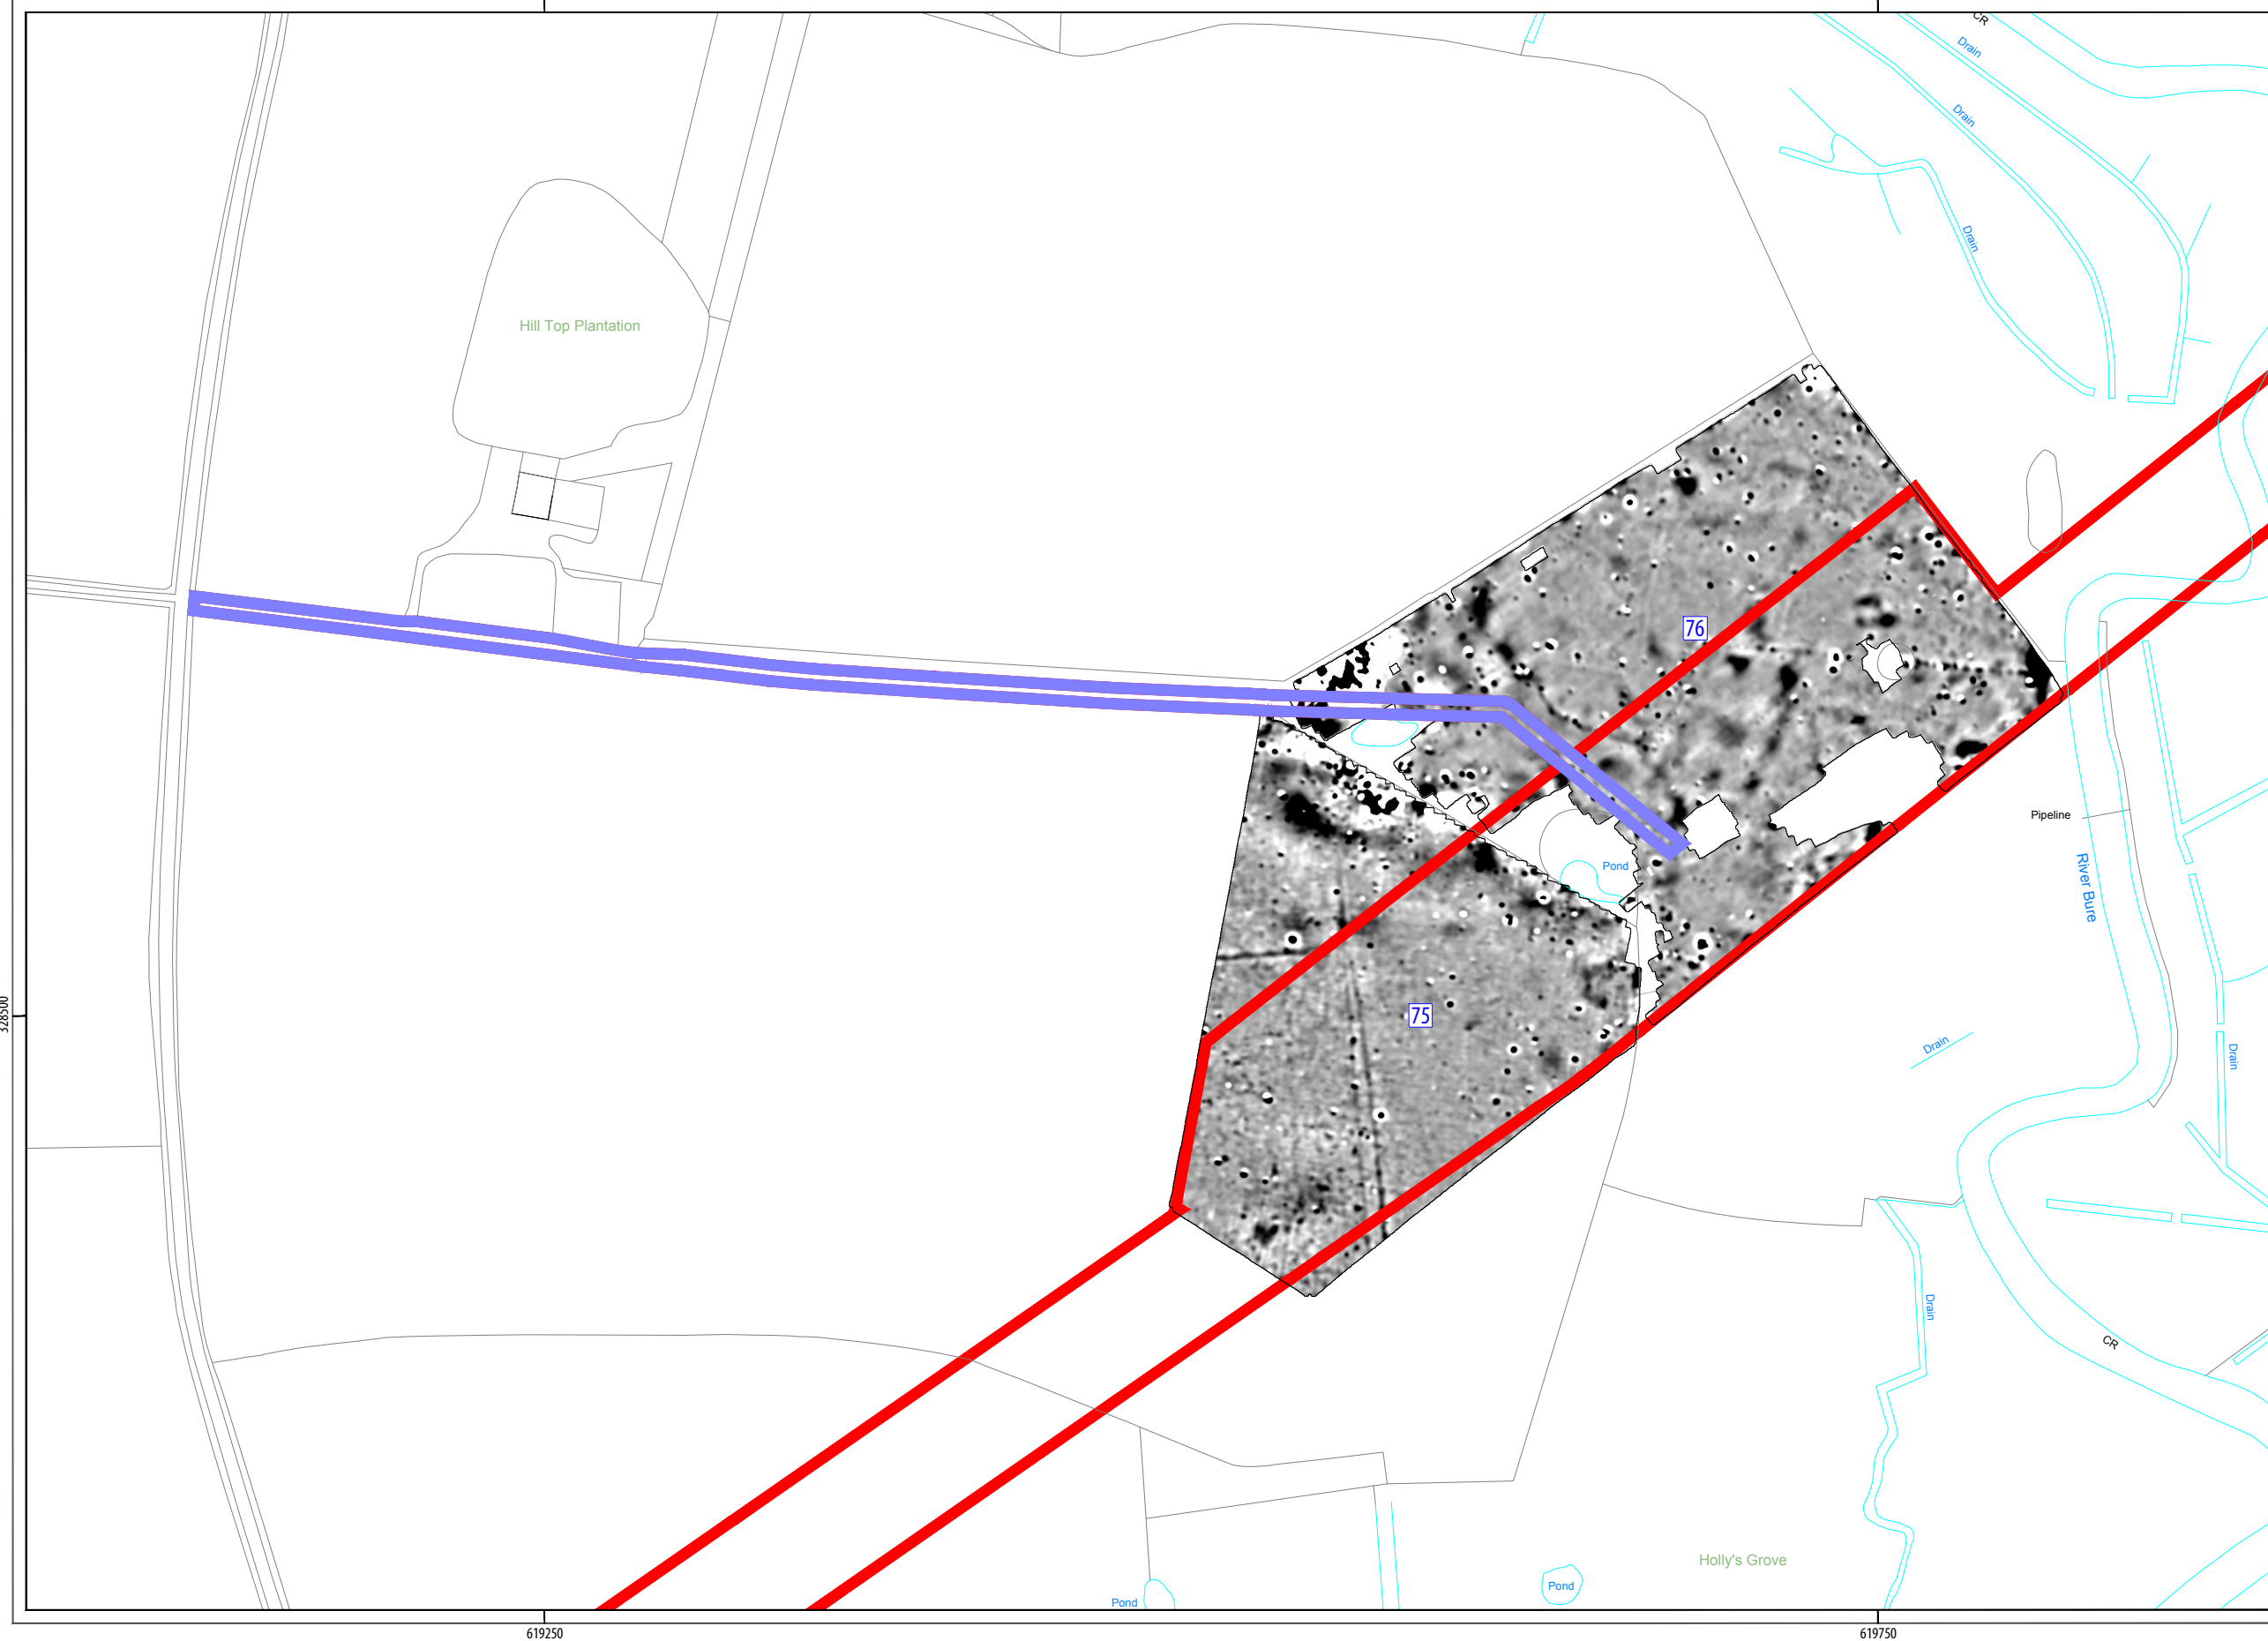 CR
Drain
Drain
Drain
Hill Top Plantation
76
Pipeline
Pond
River Bure
328500
75
Drain
Drain
Drain
CR
Holly's Grove
Pond
Pond
619250
619750